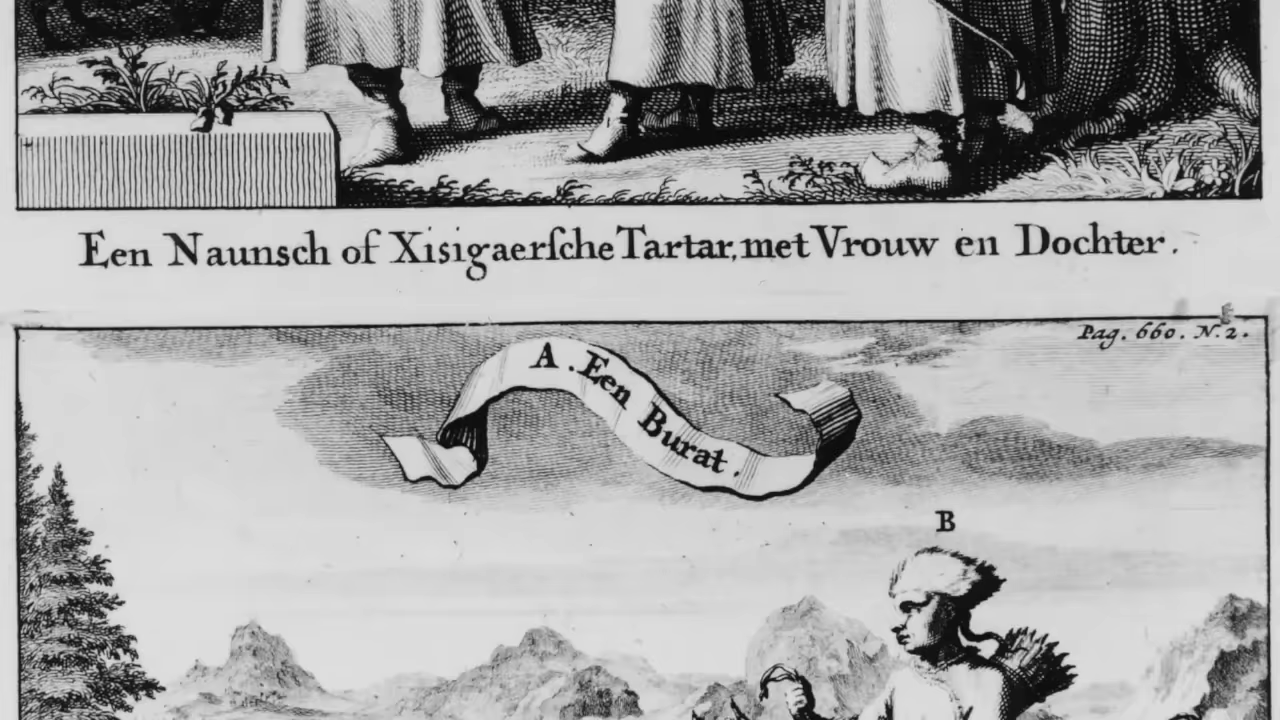 Een Naunsch of Xisigaerſche Tartar, met Vrouw en Dochter.
Pag. 660. N. 2.
A. Een Burat.
B